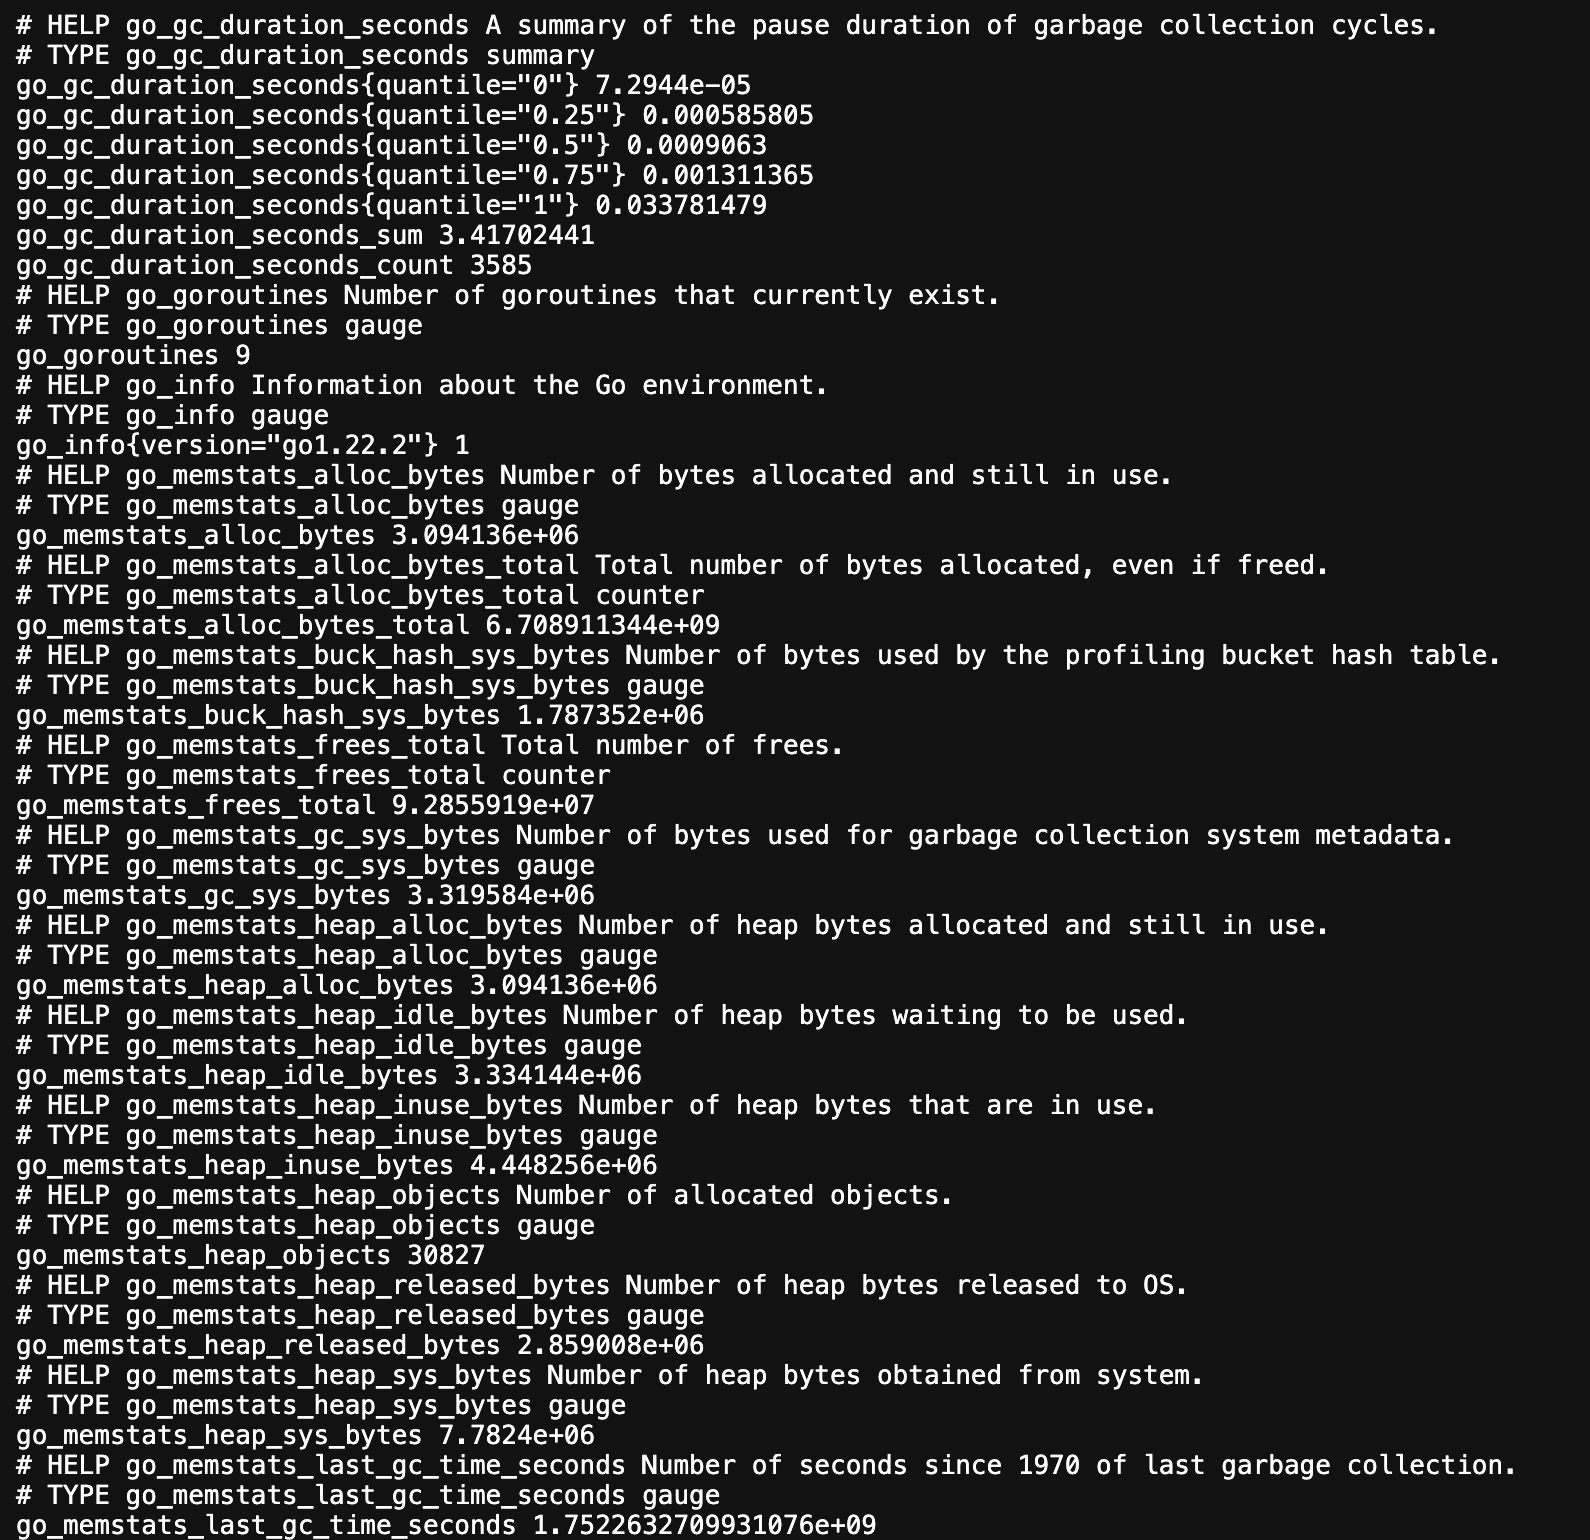 # HELP go_gc_duration_seconds A summary of the pause duration of garbage collection cycles.
# TYPE go_gc_duration_seconds summary
go_gc_duration_seconds{quantile="0"} 7.2944e-05
go_gc_duration_seconds{quantile="0.25"} 0.000585805
go_gc_duration_seconds{quantile="0.5"} 0.0009063
go_gc_duration_seconds{quantile="0.75"} 0.001311365
go_gc_duration_seconds{quantile="1"} 0.033781479
go_gc_duration_seconds_sum 3.41702441
go_gc_duration_seconds_count 3585
# HELP go_goroutines Number of goroutines that currently exist.
# TYPE go_goroutines gauge
go_goroutines 9
# HELP go_info Information about the Go environment.
# TYPE go_info gauge
go_info{version="go1.22.2"} 1
# HELP go_memstats_alloc_bytes Number of bytes allocated and still in use.
# TYPE go_memstats_alloc_bytes gauge
go_memstats_alloc_bytes 3.094136e+06
# HELP go_memstats_alloc_bytes_total Total number of bytes allocated, even if freed.
# TYPE go_memstats_alloc_bytes_total counter
go_memstats_alloc_bytes_total 6.708911344e+09
# HELP go_memstats_buck_hash_sys_bytes Number of bytes used by the profiling bucket hash table.
# TYPE go_memstats_buck_hash_sys_bytes gauge
go_memstats_buck_hash_sys_bytes 1.787352e+06
# HELP go_memstats_frees_total Total number of frees.
# TYPE go_memstats_frees_total counter
go_memstats_frees_total 9.2855919e+07
# HELP go_memstats_gc_sys_bytes Number of bytes used for garbage collection system metadata.
# TYPE go_memstats_gc_sys_bytes gauge
go_memstats_gc_sys_bytes 3.319584e+06
# HELP go_memstats_heap_alloc_bytes Number of heap bytes allocated and still in use.
# TYPE go_memstats_heap_alloc_bytes gauge
go_memstats_heap_alloc_bytes 3.094136e+06
# HELP go_memstats_heap_idle_bytes Number of heap bytes waiting to be used.
# TYPE go_memstats_heap_idle_bytes gauge
go_memstats_heap_idle_bytes 3.334144e+06
# HELP go_memstats_heap_inuse_bytes Number of heap bytes that are in use.
# TYPE go_memstats_heap_inuse_bytes gauge
go_memstats_heap_inuse_bytes 4.448256e+06
# HELP go_memstats_heap_objects Number of allocated objects.
# TYPE go_memstats_heap_objects gauge
go_memstats_heap_objects 30827
# HELP go_memstats_heap_released_bytes Number of heap bytes released to OS.
# TYPE go_memstats_heap_released_bytes gauge
go_memstats_heap_released_bytes 2.859008e+06
# HELP go_memstats_heap_sys_bytes Number of heap bytes obtained from system.
# TYPE go_memstats_heap_sys_bytes gauge
go_memstats_heap_sys_bytes 7.7824e+06
# HELP go_memstats_last_gc_time_seconds Number of seconds since 1970 of last garbage collection.
# TYPE go_memstats_last_gc_time_seconds gauge
go_memstats_last_gc_time_seconds 1.7522632709931076e+09